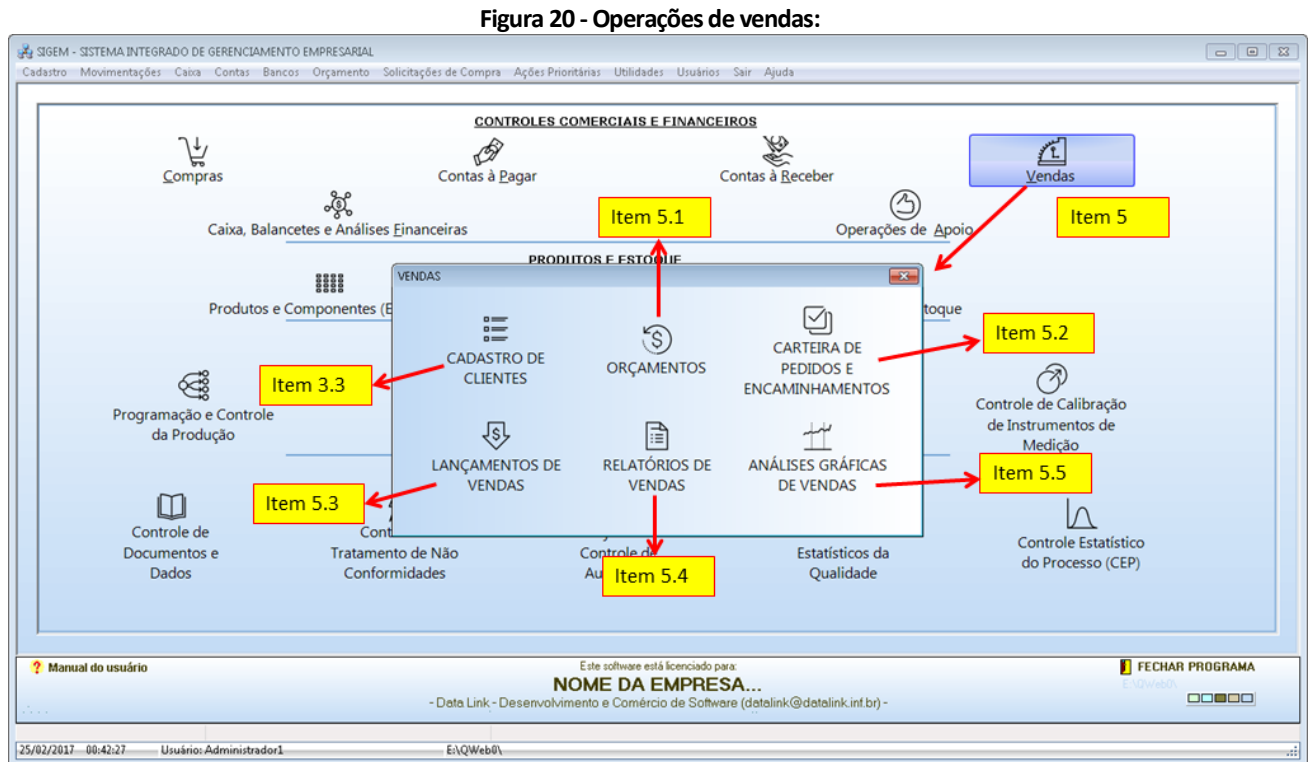 Figura 20 - Operações de vendas:
SIGEM - SISTEMA INTEGRADO DE GERENCIAMENTO EMPRESARIAL
Cadastro Movimentações Caixa Contas Bancos Orçamento Solicitações de Compra Ações Prioritárias Utilidades Usuários Sair Ajuda
CONTROLES COMERCIAIS E FINANCEIROS
Compras
Contas à Pagar
Contas à Receber
Vendas
Caixa, Balancetes e Análises Financeiras
Item 5.1
Operações de Apoio
Item 5
PRODUTOS E ESTOQUE
VENDAS
Produtos e Componentes (E
toque
CADASTRO DE
CLIENTES
ORÇAMENTOS
CARTEIRA DE
PEDIDOS E
ENCAMINHAMENTOS
Item 5.2
Item 3.3
Programação e Controle
da Produção
Controle de Calibração
de Instrumentos de
Medição
LANÇAMENTOS DE
VENDAS
RELATÓRIOS DE
VENDAS
ANÁLISES GRÁFICAS
DE VENDAS
Item 5.5
Item 5.3
Item 5.4
Controle de
Documentos e
Dados
Cont
Tratamento de Não
Conformidades
Controle de
Au
Estatísticos da
Qualidade
Controle Estatístico
do Processo (CEP)
? Manual do usuário
Este software está licenciado para:
NOME DA EMPRESA...
- Data Link - Desenvolvimento e Comércio de Software (datalink@datalink.inf.br) -
FECHAR PROGRAMA
E:\QWeb0\
25/02/2017 00:42:27 Usuário: Administrador1 E:\QWeb0\